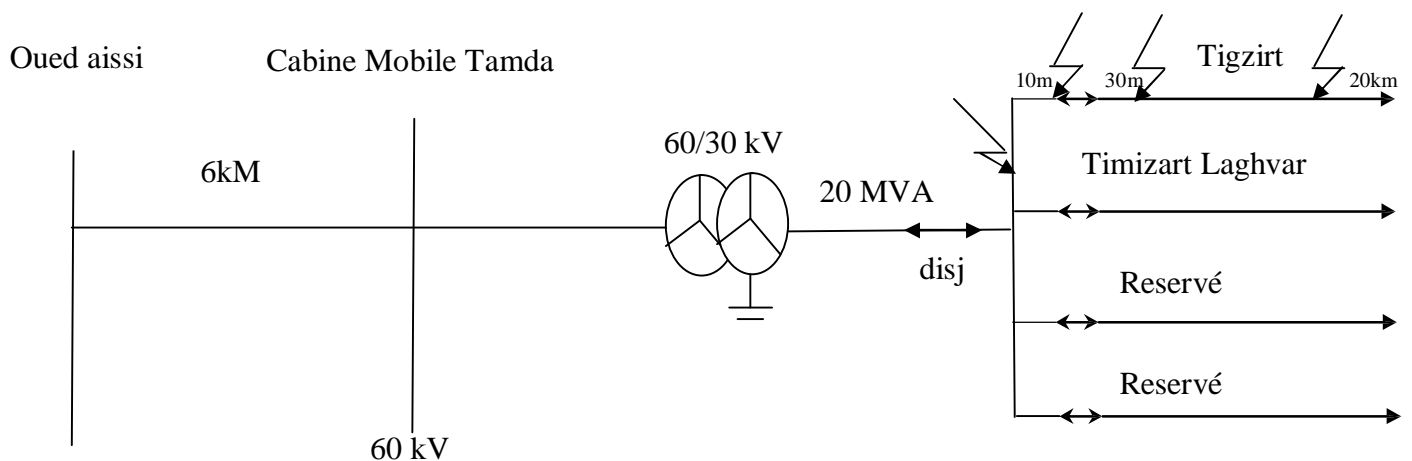 Oued aissi
Cabine Mobile Tamda
Tigzirt
10m
30m
20km
60/30 kV
6kM
Timizart Laghvar
20 MVA
disj
Reservé
Reservé
60 kV